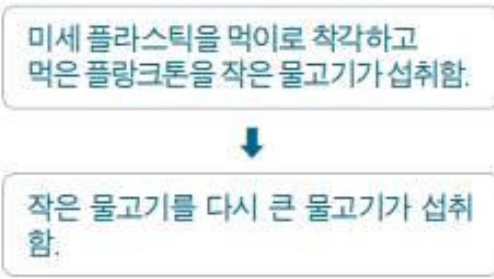 미세 플라스틱을 먹이로 착각하고
먹은 플랑크톤을 작은 물고기가 섭취함.
작은 물고기를 다시 큰 물고기가 섭취
함.